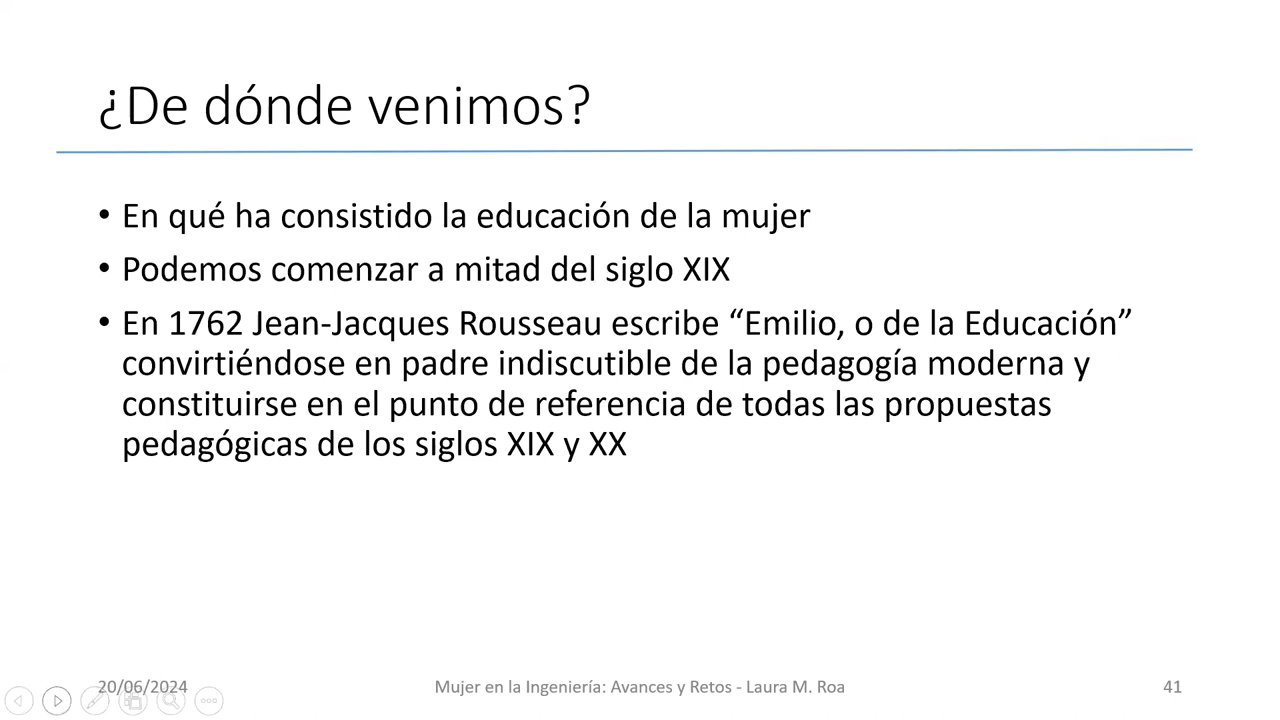 ¿De dónde venimos?
• En qué ha consistido la educación de la mujer
• Podemos comenzar a mitad del siglo XIX
• En 1762 Jean-Jacques Rousseau escribe “Emilio, o de la Educación”
convirtiéndose en padre indiscutible de la pedagogía moderna y
constituirse en el punto de referencia de todas las propuestas
pedagógicas de los siglos XIX y XX
20/06/2024
Mujer en la Ingeniería: Avances y Retos - Laura M. Roa
41